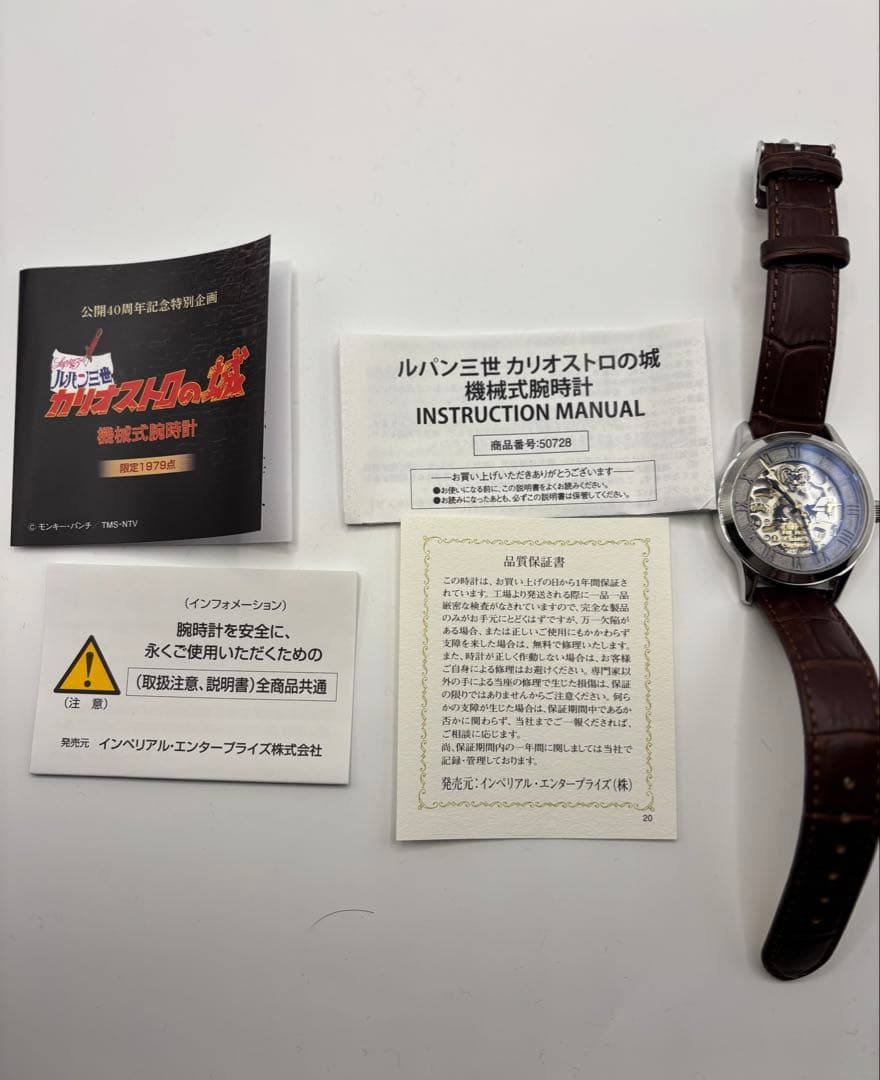 公開40周年記念特別企画
ルパン三世
カリオストロの城
機械式腕時計
限定1979点
© モンキー・パンチ / TMS・NTV
ルパン三世 カリオストロの城
機械式腕時計
INSTRUCTION MANUAL
商品番号:50728
お買い上げいただきありがとうございます
●お使いになる前に、この説明書をよくお読みください。
●お読みになったあとも、必ずこの説明書は保管してください。
(インフォメーション)
腕時計を安全に、
永くご使用いただくための
(取扱注意、説明書)全商品共通
(注 意)
発売元 インペリアル・エンタープライズ株式会社
品質保証書
この時計は、お買い上げの日から1年間保証さ
れています。工場より発送される際に一品一品
厳密な検査がなされていますので、完全な製品
のみがお手元にとどくはずですが、万一欠陥が
ある場合、または正しいご使用にもかかわらず
支障を来した場合は、無料で修理いたします。
また、時計が正しく作動しない場合は、お客様
ご自身による修理はお避けください。専門家以
外の手による当座の修理で生じた損傷は、保証
の限りではありませんからご注意ください。何ら
かの支障が生じた場合は、保証期間中であるか
否かに関わらず、当社までご一報くだされば、
ご相談に応じます。
尚、保証期間内の一年間に関しましては当社で
記録・管理しております。
発売元:インペリアル・エンタープライズ(株)
20